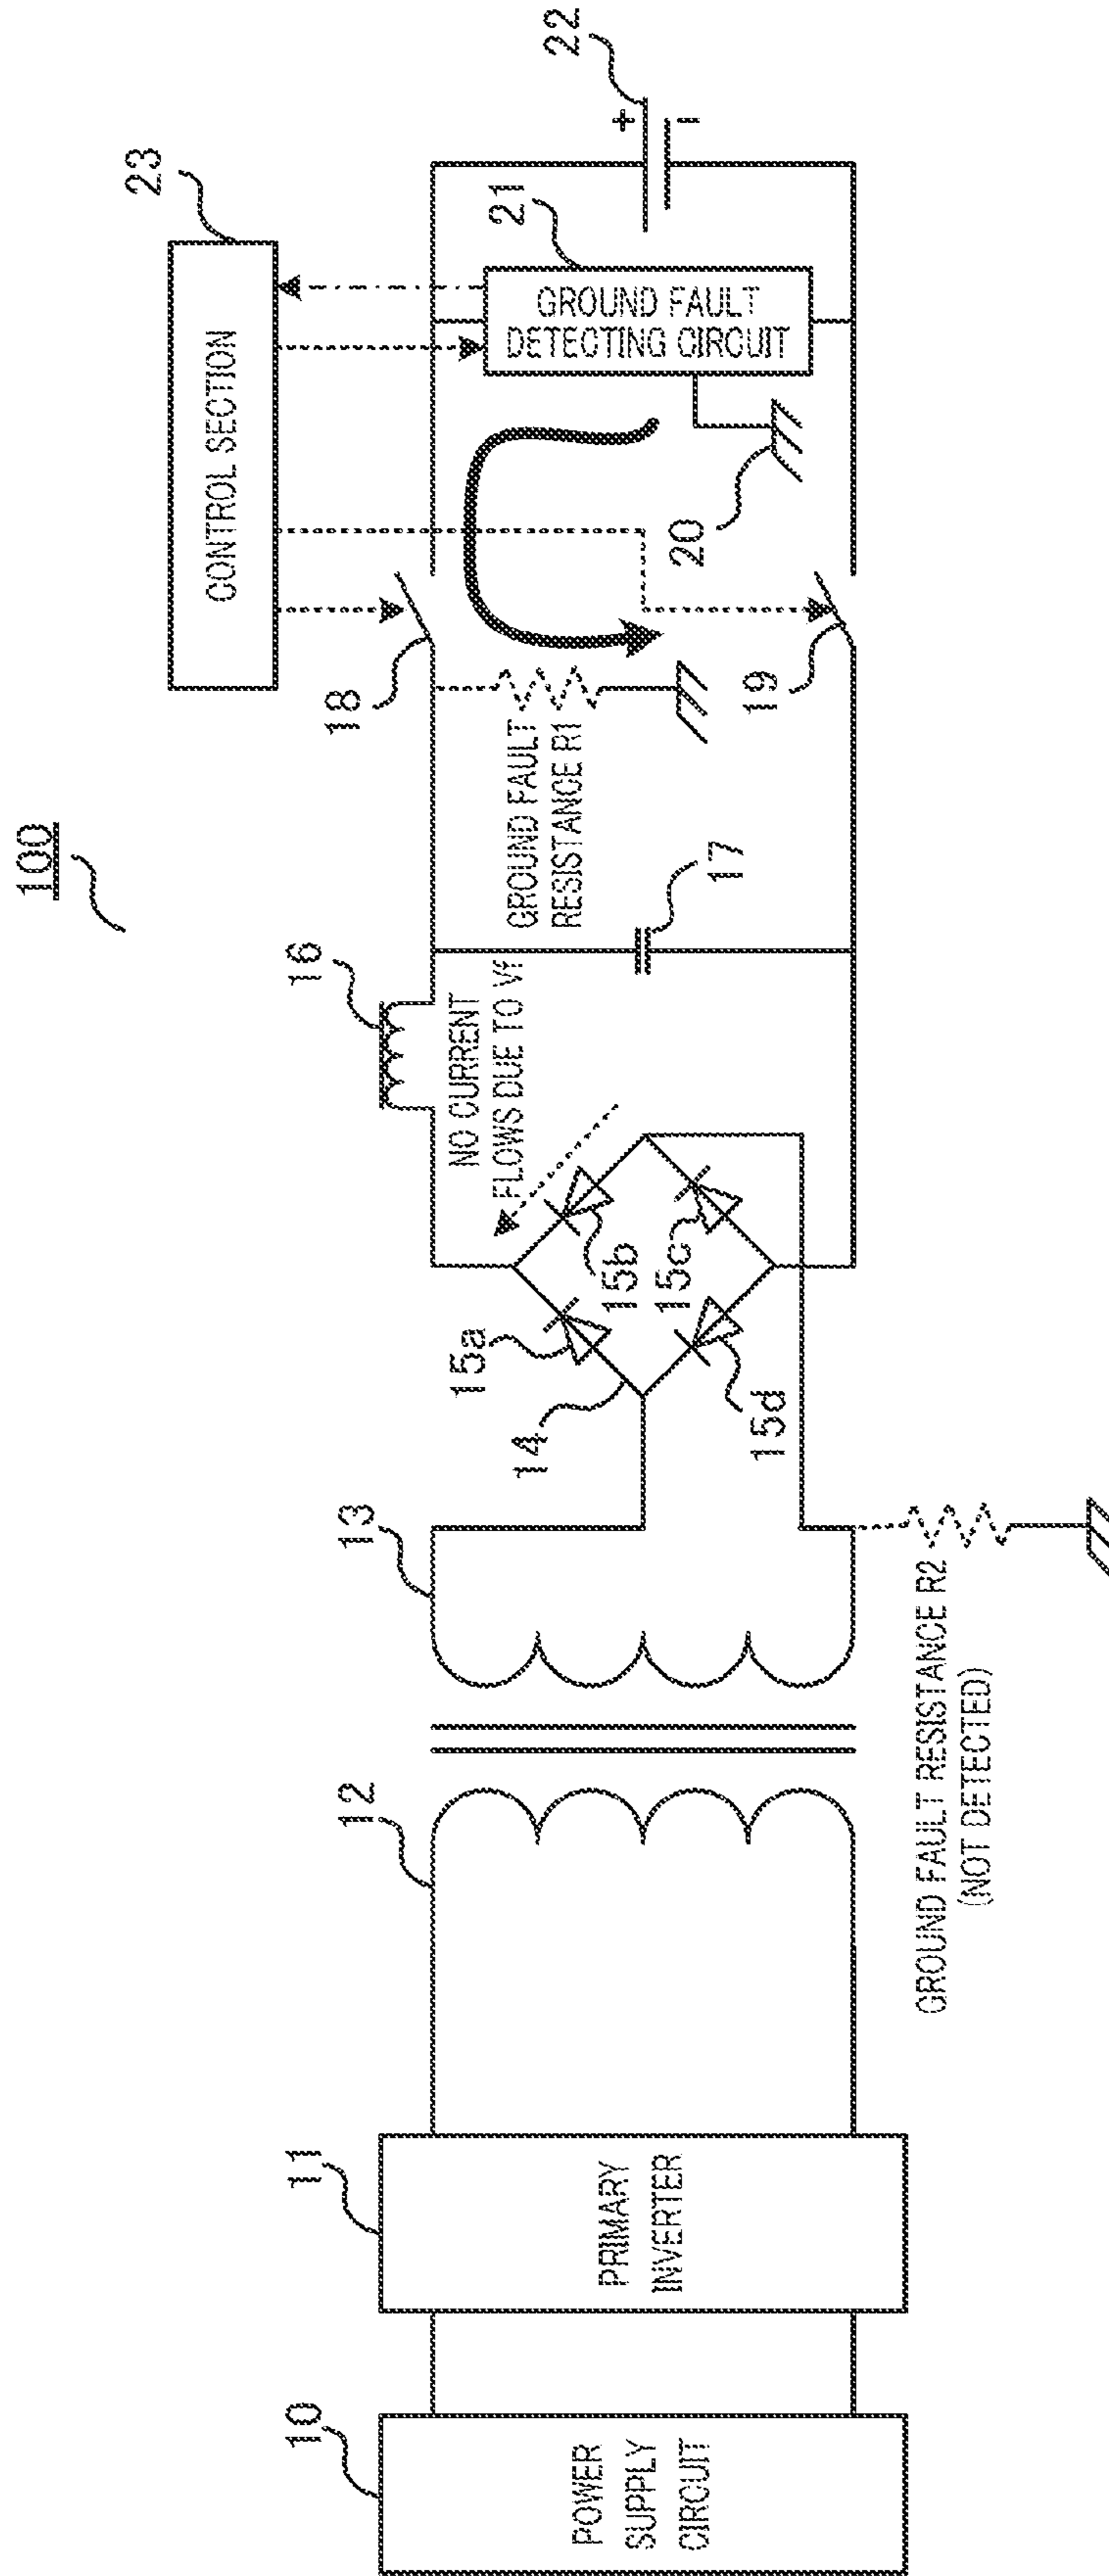 100
23
CONTROL SECTION
22
+
-
21
GROUND FAULT
DETECTING CIRCUIT
20
18
19
GROUND FAULT
RESISTANCE R1
17
16
NO CURRENT
FLOWS DUE TO Vf
15a
15b
15c
15d
14
13
12
GROUND FAULT RESISTANCE R2
(NOT DETECTED)
11
PRIMARY
INVERTER
10
POWER
SUPPLY
CIRCUIT